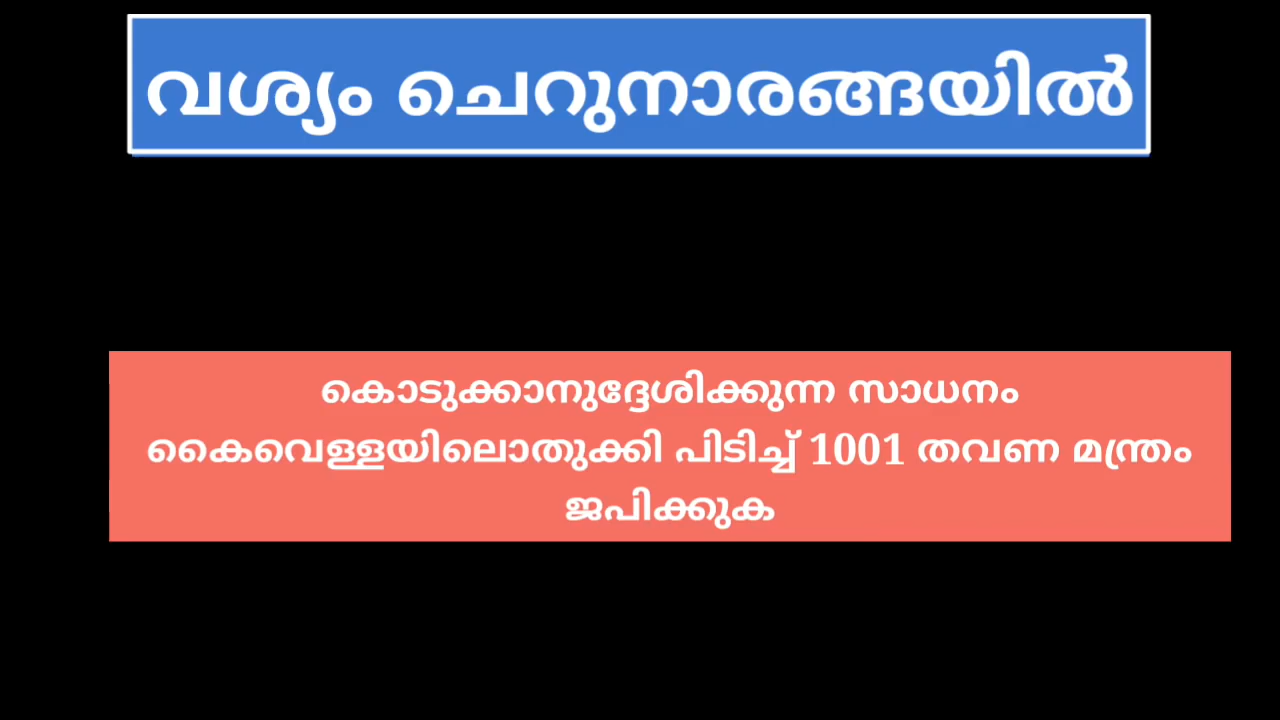 വശ്യം ചെറുനാരങ്ങയിൽ
കൊടുക്കാനുദ്ദേശിക്കുന്ന സാധനം
കൈവെള്ളയിലൊതുക്കി പിടിച്ച് 1001 തവണ മന്ത്രം
ജപിക്കുക